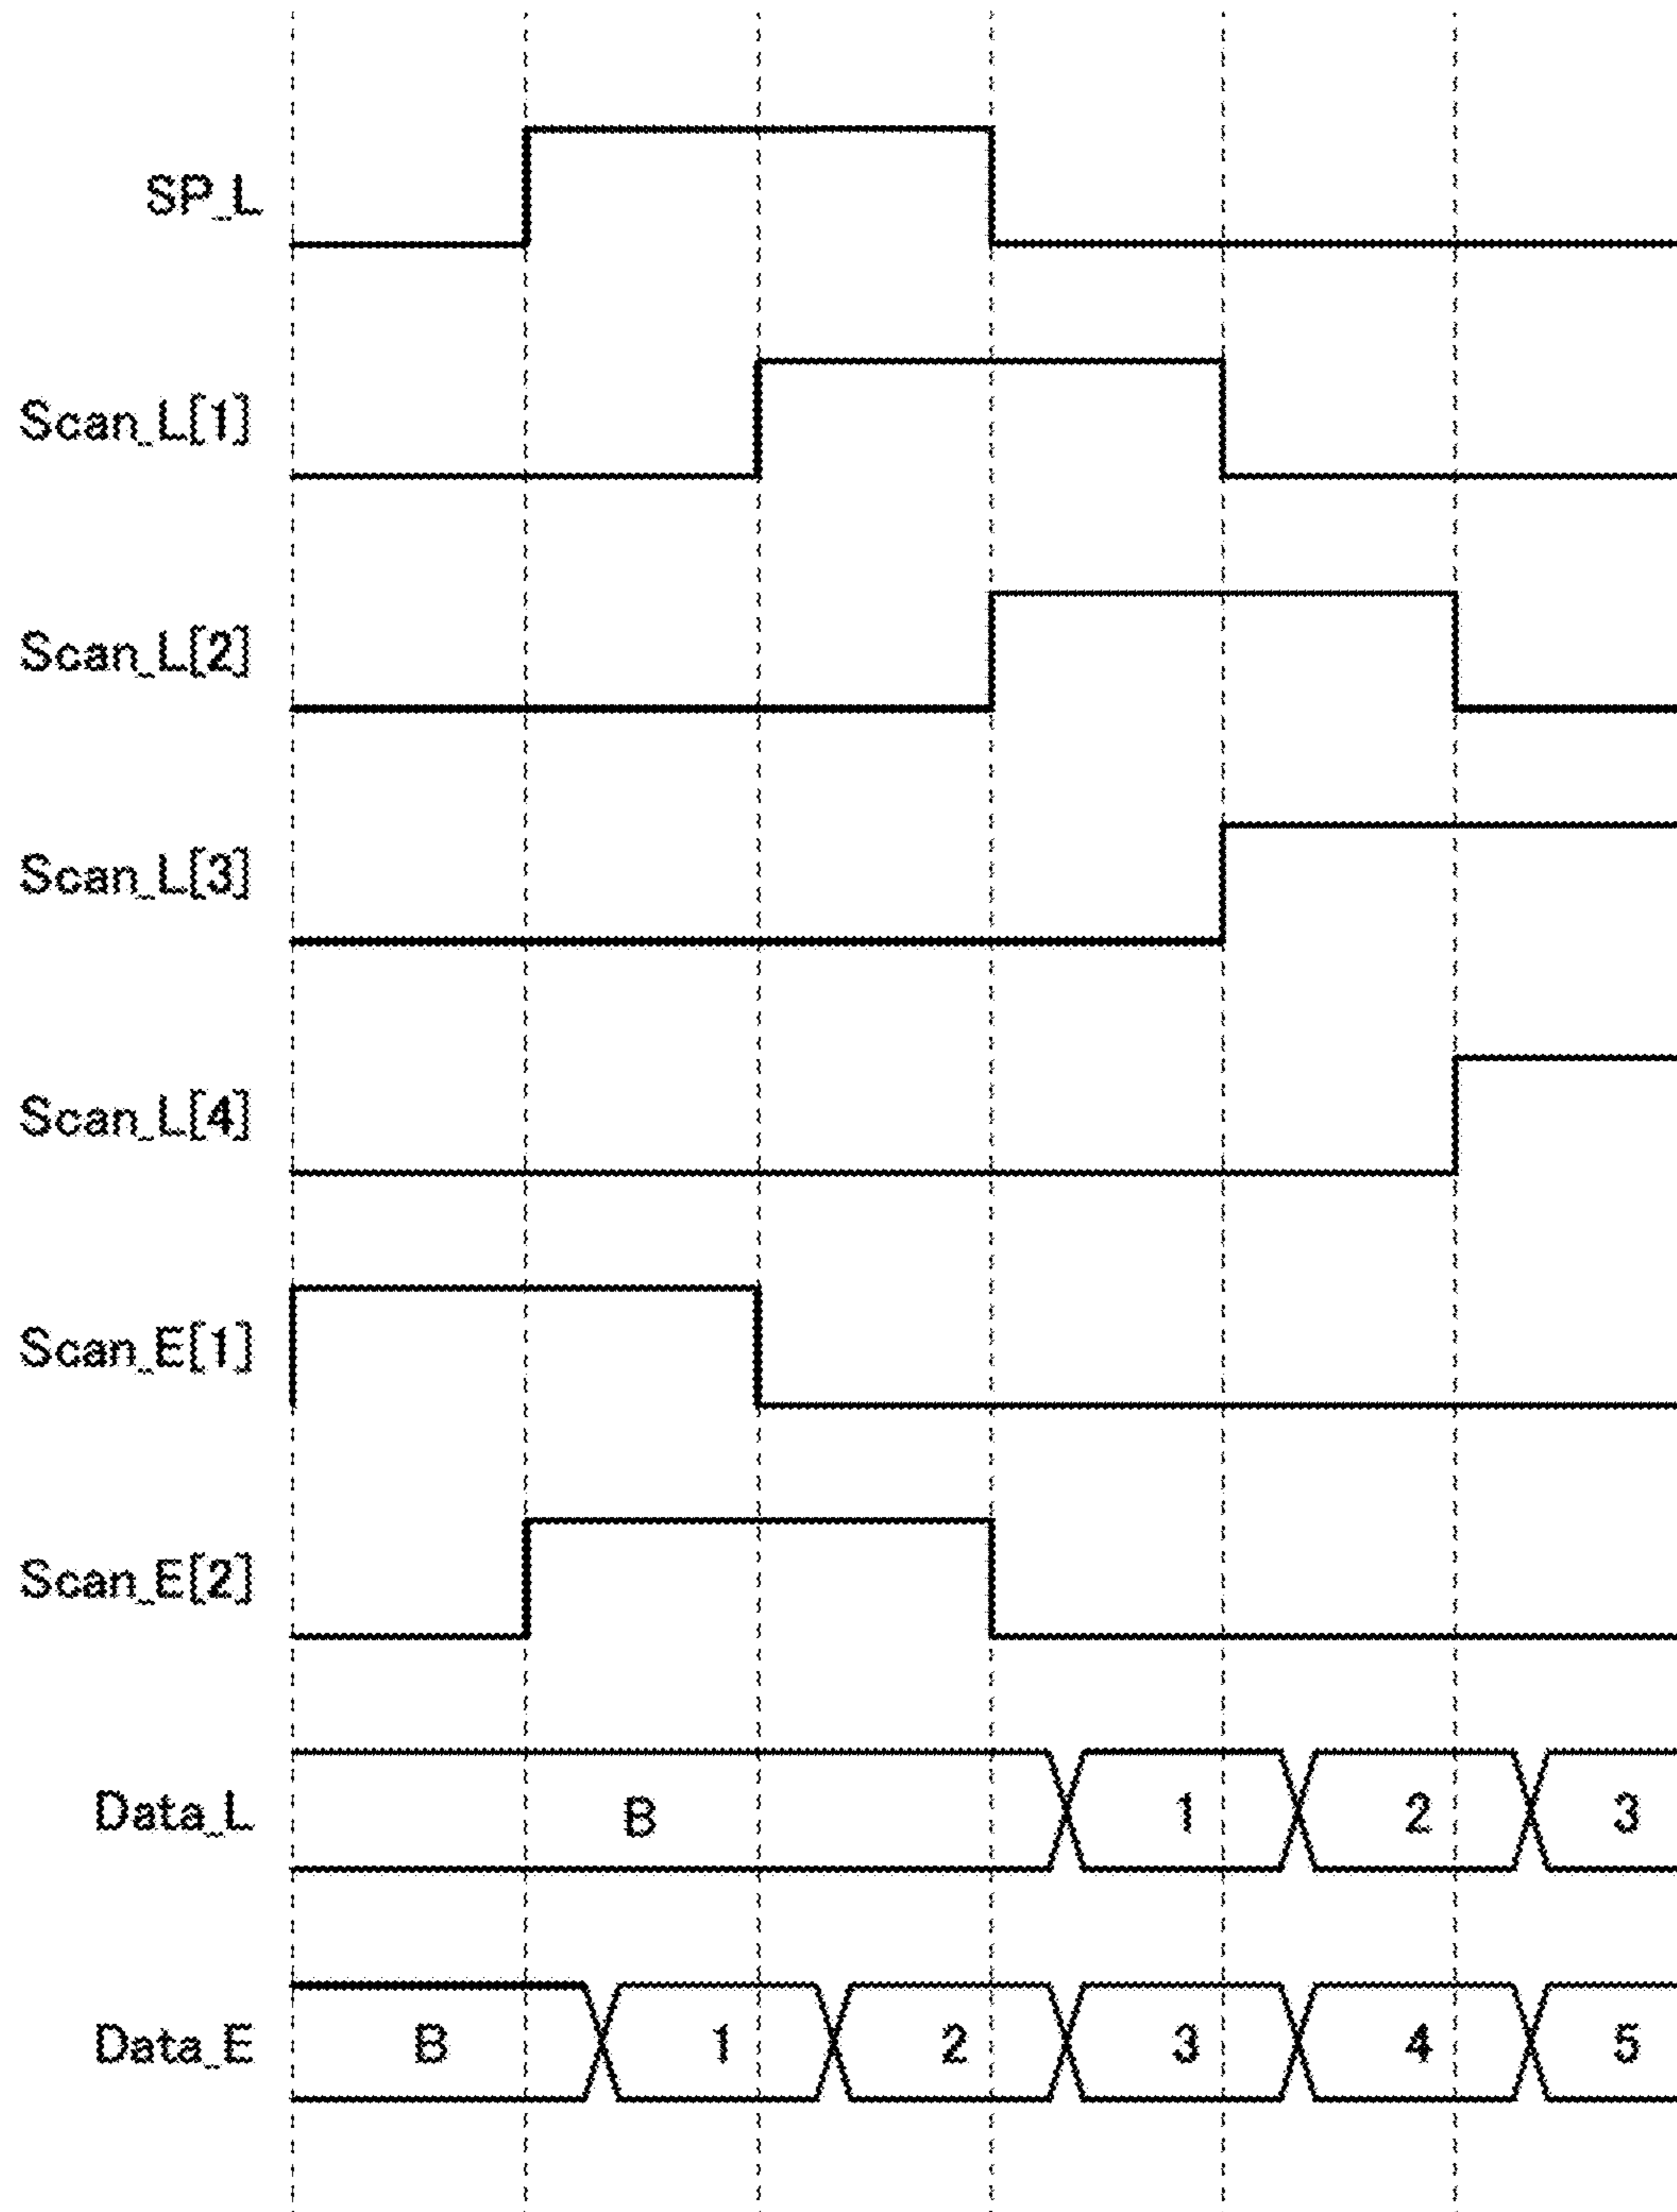 SP_L
Scan_L[1]
Scan_L[2]
Scan_L[3]
Scan_L[4]
Scan_E[1]
Scan_E[2]
Data_L B 1 2 3
Data_E B 1 2 3 4 5